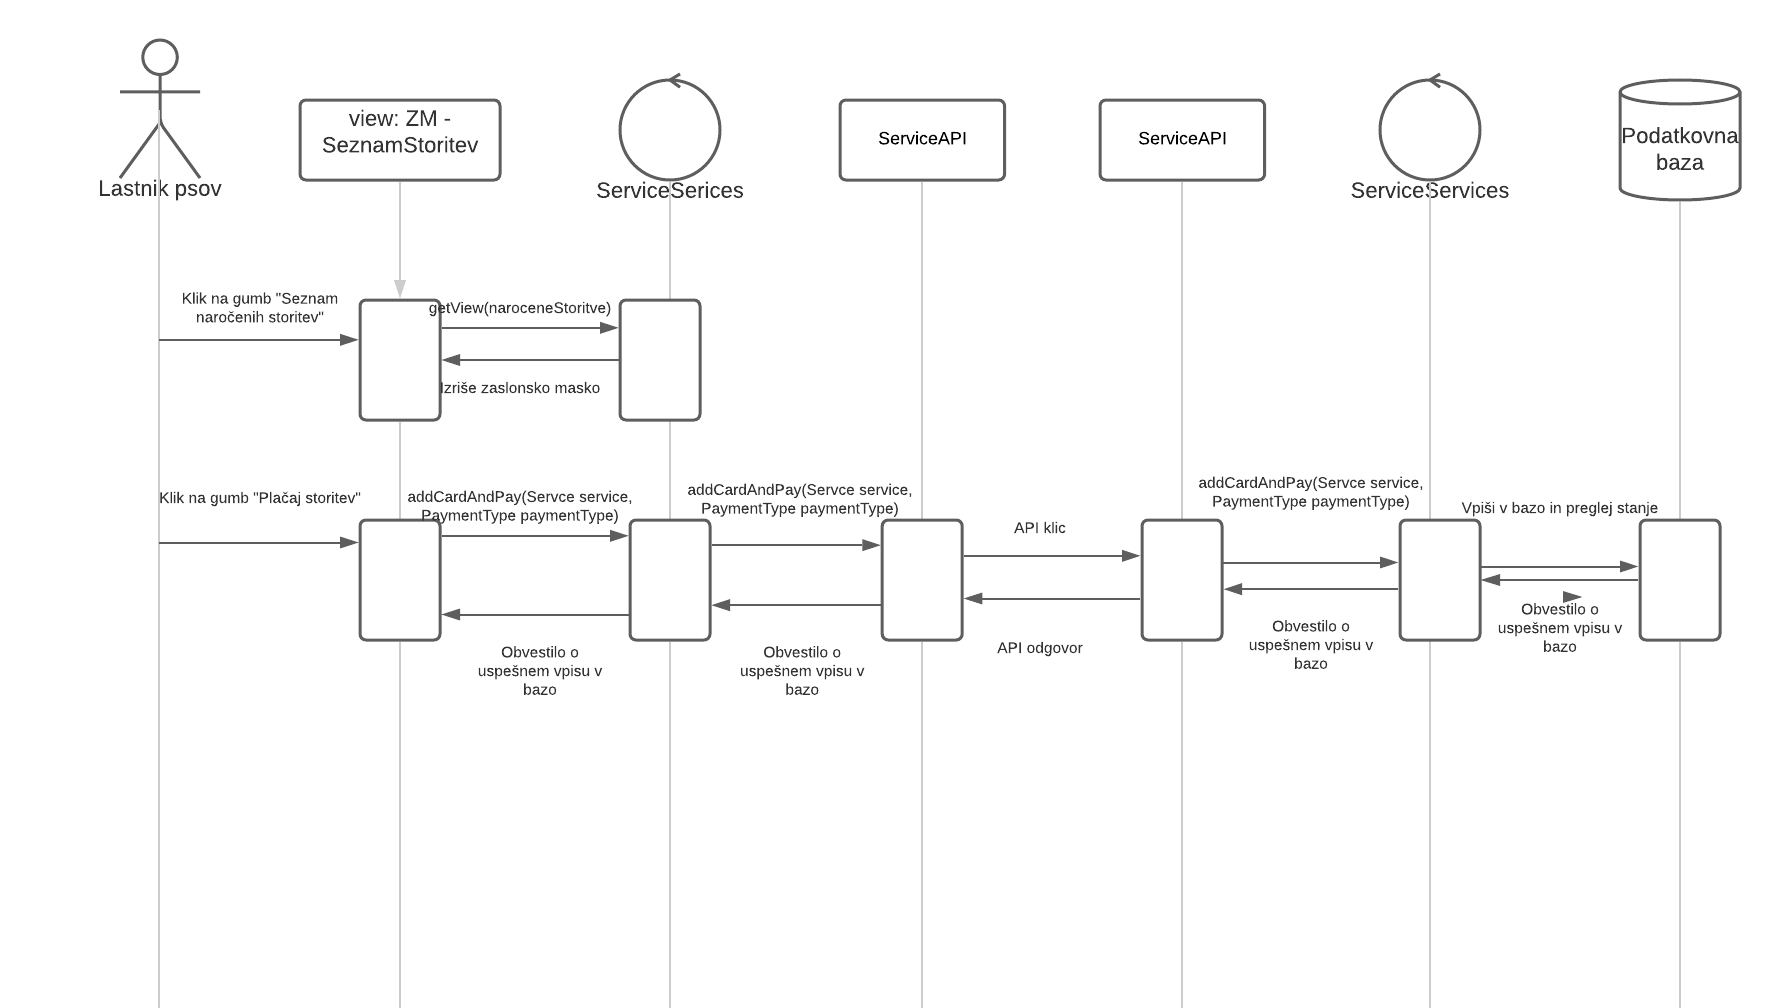 Lastnik psov
view: ZM -
SeznamStoritev
ServiceSerices
ServiceAPI
ServiceAPI
ServiceServices
Podatkovna
baza
Klik na gumb "Seznam
naročenih storitev"
getView(naroceneStoritve)
Izriše zaslonsko masko
Klik na gumb "Plačaj storitev"
addCardAndPay(Servce service,
PaymentType paymentType)
addCardAndPay(Servce service,
PaymentType paymentType)
API klic
addCardAndPay(Servce service,
PaymentType paymentType)
Vpiši v bazo in preglej stanje
Obvestilo o
uspešnem vpisu v
bazo
Obvestilo o
uspešnem vpisu v
bazo
API odgovor
Obvestilo o
uspešnem vpisu v
bazo
Obvestilo o
uspešnem vpisu v
bazo